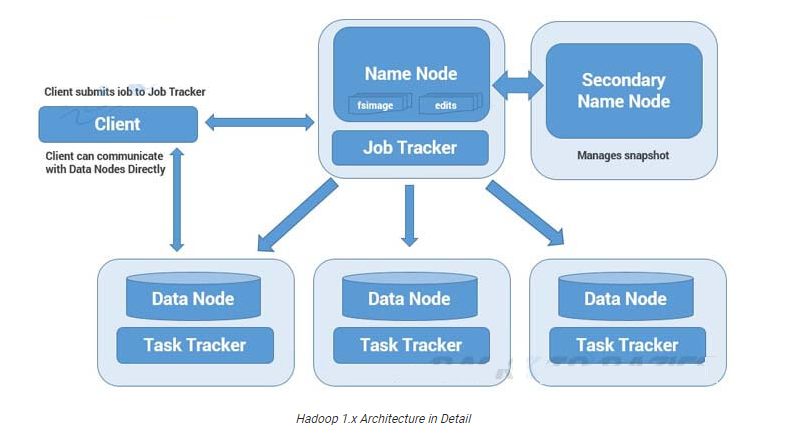 Client submits iob to Job Tracker
Client
Client can communicate
with Data Nodes Directly
Name Node
fsimage
edits
Job Tracker
Secondary
Name Node
Manages snapshot
Data Node
Task Tracker
Data Node
Task Tracker
Data Node
Task Tracker
Hadoop 1.x Architecture in Detail